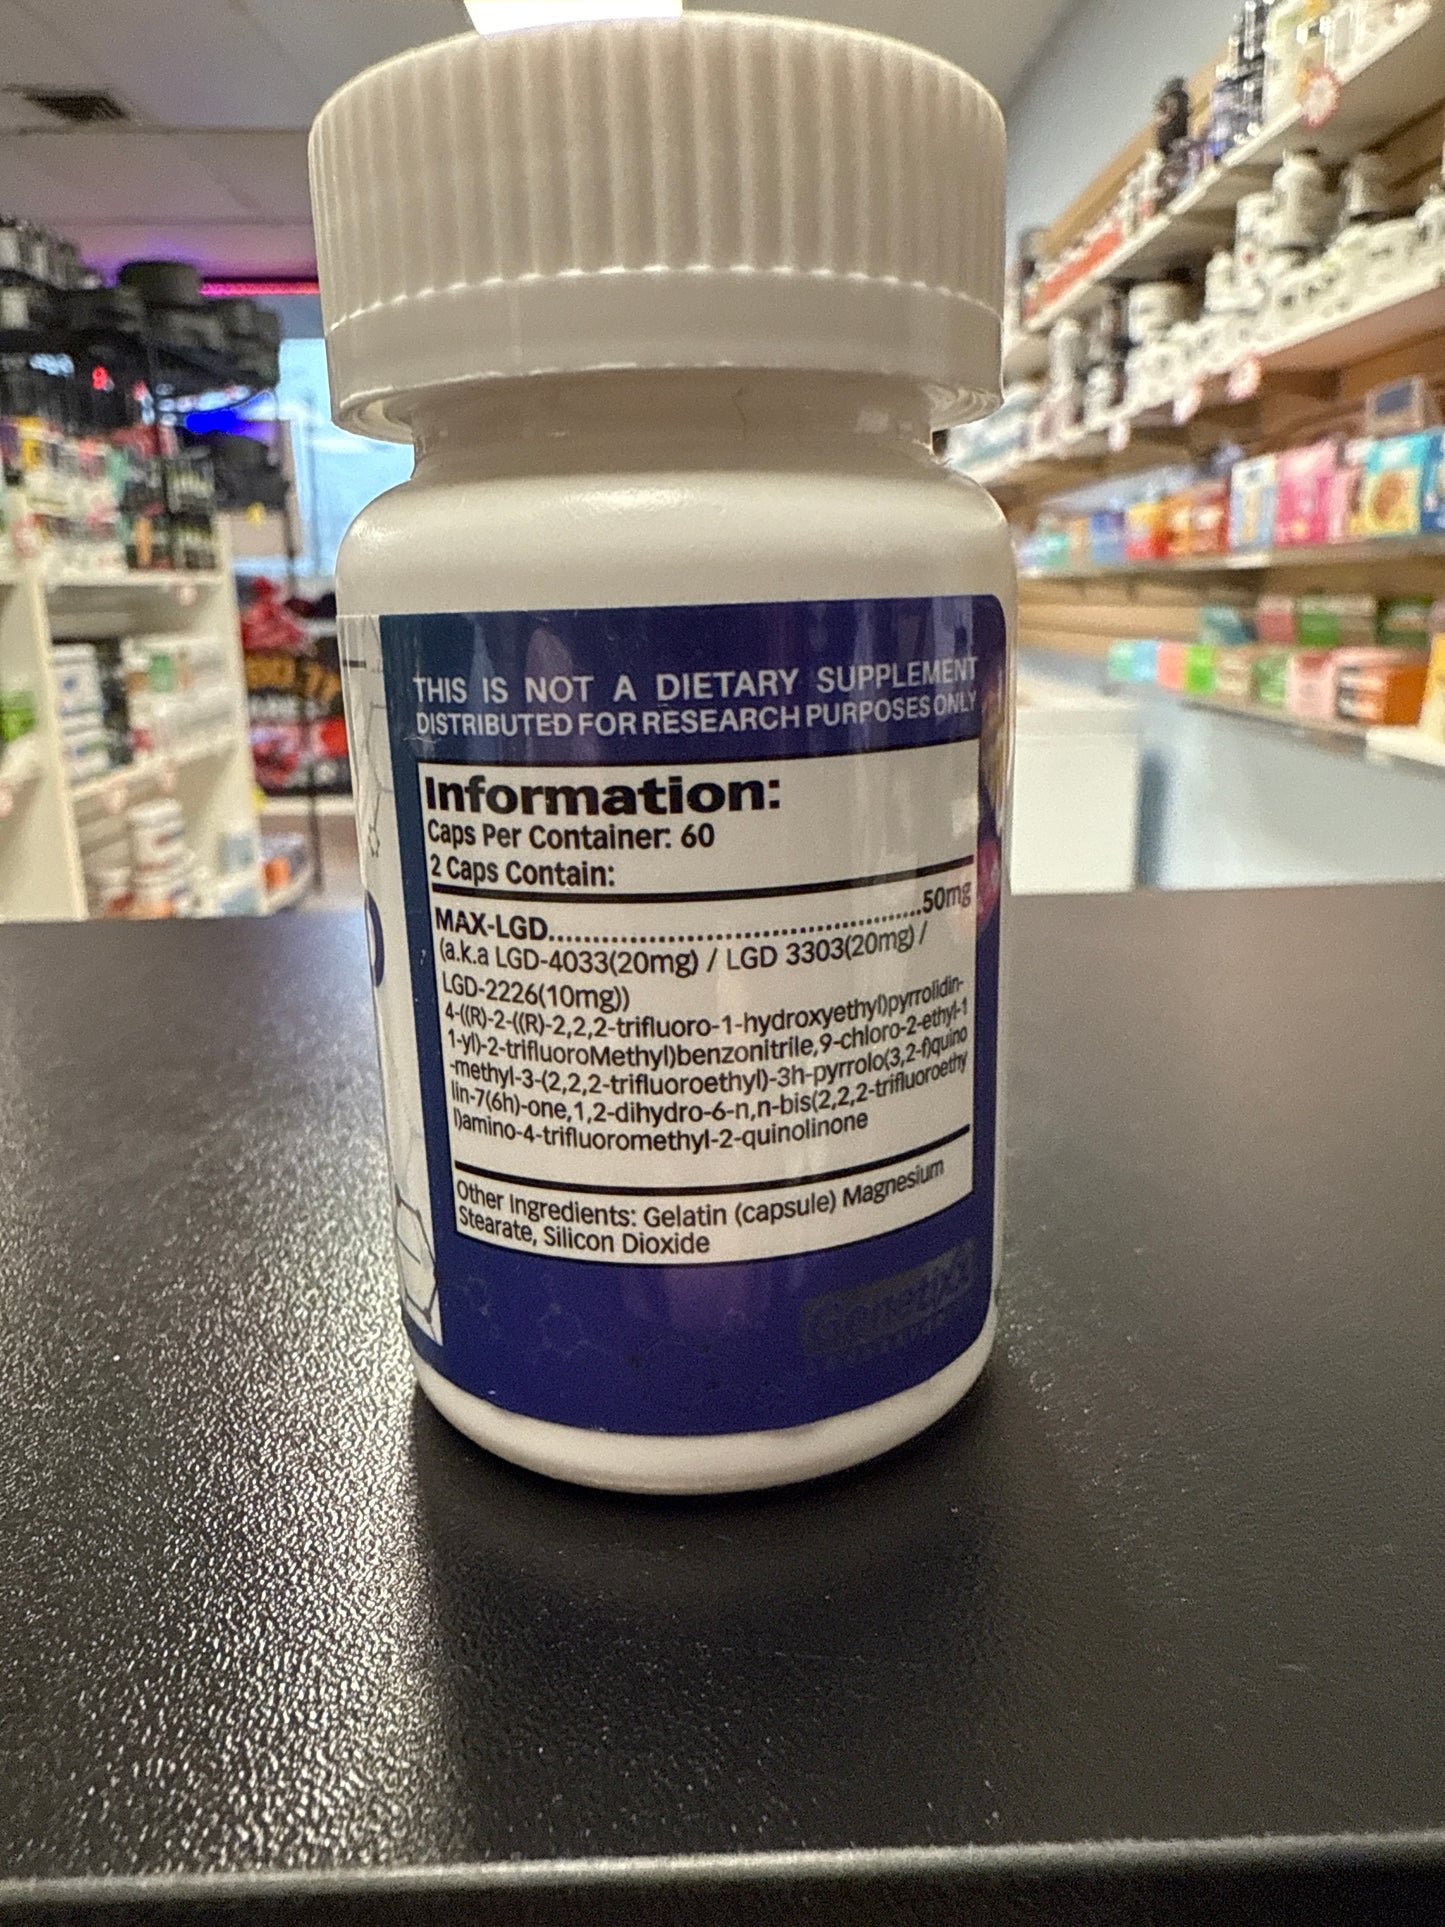 THIS IS NOT A DIETARY SUPPLEMENT
DISTRIBUTED FOR RESEARCH PURPOSES ONLY
Information:
Caps Per Container: 60
2 Caps Contain:
MAX-LGD..........................................50mg
(a.k.a LGD-4033(20mg) / LGD 3303(20mg) /
LGD-2226(10mg))
4-((R)-2-((R)-2,2,2-trifluoro-1-hydroxyethyl)pyrrolidin-
1-yl)-2-trifluoroMethyl)benzonitrile,9-chloro-2-ethyl-1
-methyl-3-(2,2,2-trifluoroethyl)-3h-pyrrolo(3,2-f)quino
lin-7(6h)-one,1,2-dihydro-6-n,n-bis(2,2,2-trifluoroethy
l)amino-4-trifluoromethyl-2-quinolinone
Other Ingredients: Gelatin (capsule) Magnesium
Stearate, Silicon Dioxide